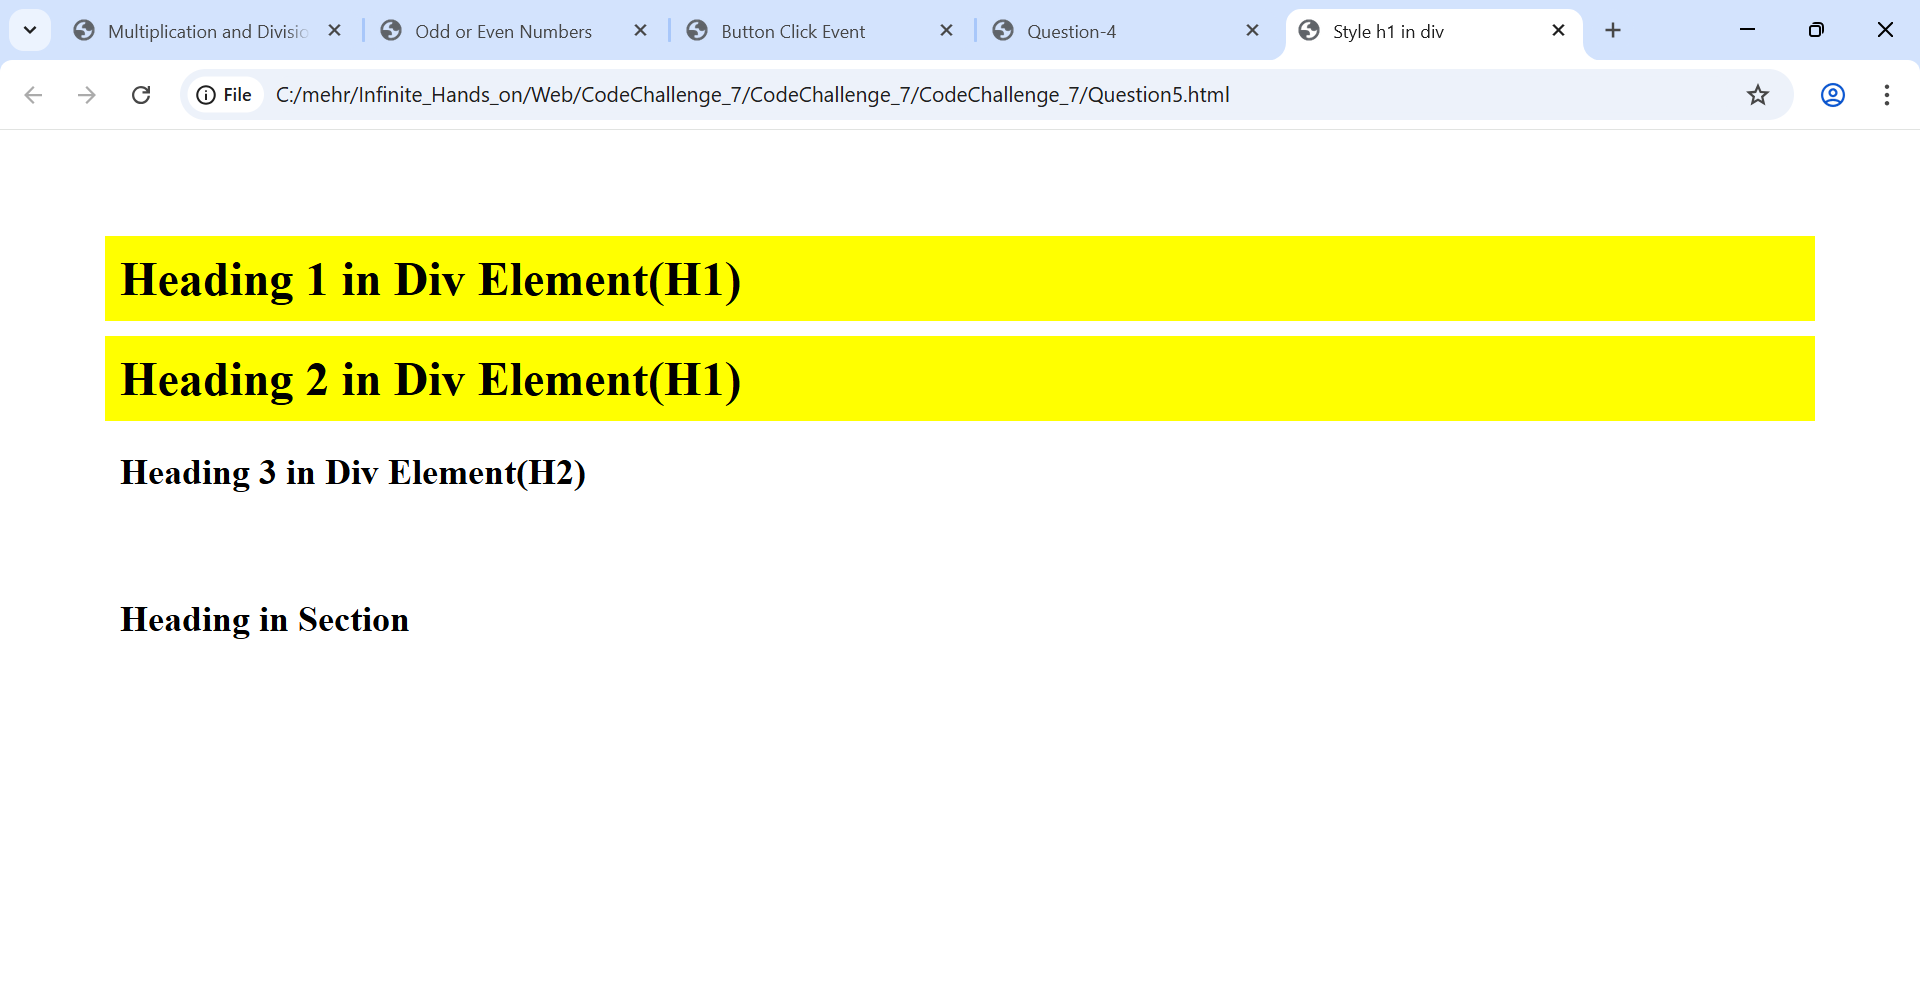 Multiplication and Divisio
Odd or Even Numbers
Button Click Event
Question-4
Style h1 in div
File
C:/mehr/Infinite_Hands_on/Web/CodeChallenge_7/CodeChallenge_7/CodeChallenge_7/Question5.html
Heading 1 in Div Element(H1)
Heading 2 in Div Element(H1)
Heading 3 in Div Element(H2)
Heading in Section